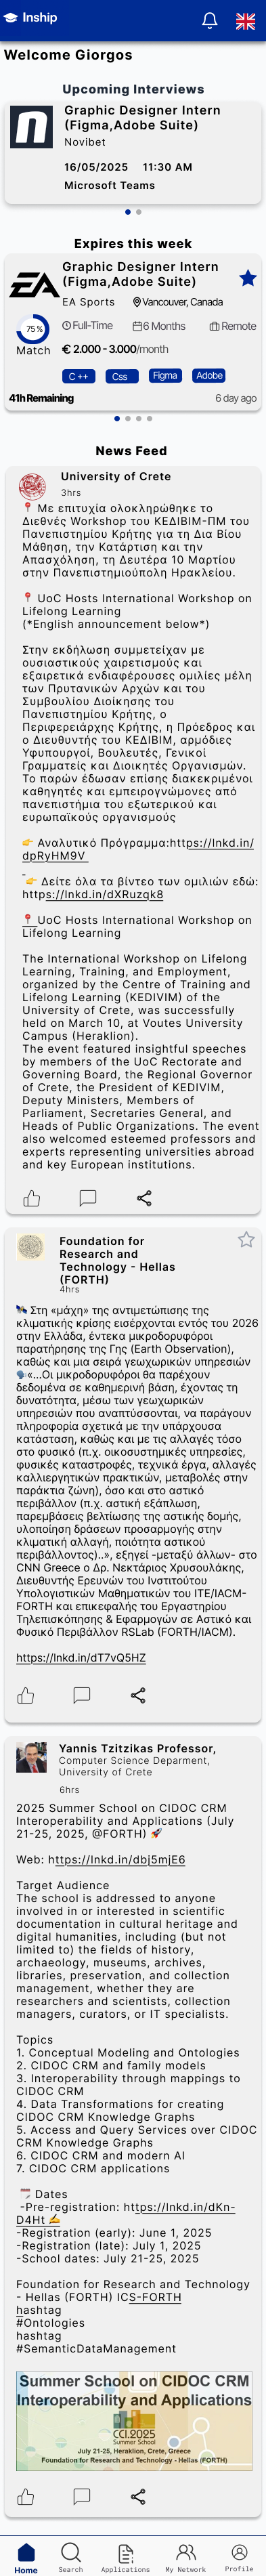 Inship
Welcome Giorgos
Upcoming Interviews
Graphic Designer Intern
(Figma,Adobe Suite)
Novibet
16/05/2025 11:30 AM
Microsoft Teams
Expires this week
Graphic Designer Intern
(Figma,Adobe Suite)
EA Sports Vancouver, Canada
75%
Match
Full-Time 6 Months Remote
€ 2.000 - 3.000/month
C ++ Css Figma Adobe
41h Remaining 6 day ago
News Feed
University of Crete
3hrs
📍 Με επιτυχία ολοκληρώθηκε το
Διεθνές Workshop του ΚΕΔΙΒΙΜ-ΠΜ του
Πανεπιστημίου Κρήτης για τη Δια Βίου
Μάθηση, την Κατάρτιση και την
Απασχόληση, τη Δευτέρα 10 Μαρτίου
στην Πανεπιστημιούπολη Ηρακλείου.
📍 UoC Hosts International Workshop on
Lifelong Learning
(*English announcement below*)
Στην εκδήλωση συμμετείχαν με
ουσιαστικούς χαιρετισμούς και
εξαιρετικά ενδιαφέρουσες ομιλίες μέλη
των Πρυτανικών Αρχών και του
Συμβουλίου Διοίκησης του
Πανεπιστημίου Κρήτης, ο
Περιφερειάρχης Κρήτης, η Πρόεδρος και
ο Διευθυντής του ΚΕΔΙΒΙΜ, αρμόδιες
Υφυπουργοί, Βουλευτές, Γενικοί
Γραμματείς και Διοικητές Οργανισμών.
Το παρών έδωσαν επίσης διακεκριμένοι
καθηγητές και εμπειρογνώμονες από
πανεπιστήμια του εξωτερικού και
ευρωπαϊκούς οργανισμούς
👉 Αναλυτικό Πρόγραμμα:https://lnkd.in/
dpRyHM9V
👉 Δείτε όλα τα βίντεο των ομιλιών εδώ:
https://lnkd.in/dXRuzqk8
📍 UoC Hosts International Workshop on
Lifelong Learning
The International Workshop on Lifelong
Learning, Training, and Employment,
organized by the Centre of Training and
Lifelong Learning (KEDIVIM) of the
University of Crete, was successfully
held on March 10, at Voutes University
Campus (Heraklion).
The event featured insightful speeches
by members of the UoC Rectorate and
Governing Board, the Regional Governor
of Crete, the President of KEDIVIM,
Deputy Ministers, Members of
Parliament, Secretaries General, and
Heads of Public Organizations. The event
also welcomed esteemed professors and
experts representing universities abroad
and key European institutions.
Foundation for
Research and
Technology - Hellas
(FORTH)
4hrs
🛰️ Στη «μάχη» της αντιμετώπισης της
κλιματικής κρίσης εισέρχονται εντός του 2026
στην Ελλάδα, έντεκα μικροδορυφόροι
παρατήρησης της Γης (Earth Observation),
καθώς και μια σειρά γεωχωρικών υπηρεσιών
🗣️«…Οι μικροδορυφόροι θα παρέχουν
δεδομένα σε καθημερινή βάση, έχοντας τη
δυνατότητα, μέσω των γεωχωρικών
υπηρεσιών που αναπτύσσονται, να παράγουν
πληροφορία σχετικά με την υπάρχουσα
κατάσταση, καθώς και με τις αλλαγές τόσο
στο φυσικό (π.χ. οικοσυστημικές υπηρεσίες,
φυσικές καταστροφές, τεχνικά έργα, αλλαγές
καλλιεργητικών πρακτικών, μεταβολές στην
παράκτια ζώνη), όσο και στο αστικό
περιβάλλον (π.χ. αστική εξάπλωση,
παρεμβάσεις βελτίωσης της αστικής δομής,
υλοποίηση δράσεων προσαρμογής στην
κλιματική αλλαγή, ποιότητα αστικού
περιβάλλοντος)..», εξηγεί -μεταξύ άλλων- στο
CNN Greece ο Δρ. Νεκτάριος Χρυσουλάκης,
Διευθυντής Ερευνών του Ινστιτούτου
Υπολογιστικών Μαθηματικών του ΙΤΕ/IACM-
FORTH και επικεφαλής του Εργαστηρίου
Τηλεπισκόπησης & Εφαρμογών σε Αστικό και
Φυσικό Περιβάλλον RSLab (FORTH/IACM).
https://lnkd.in/dT7vQ5HZ
Yannis Tzitzikas Professor,
Computer Science Deparment,
University of Crete
6hrs
2025 Summer School on CIDOC CRM
Interoperability and Applications (July
21-25, 2025, @FORTH) 🚀
Web: https://lnkd.in/dbj5mjE6
Target Audience
The school is addressed to anyone
involved in or interested in scientific
documentation in cultural heritage and
digital humanities, including (but not
limited to) the fields of history,
archaeology, museums, archives,
libraries, preservation, and collection
management, whether they are
researchers and scientists, collection
managers, curators, or IT specialists.
Topics
1. Conceptual Modeling and Ontologies
2. CIDOC CRM and family models
3. Interoperability through mappings to
CIDOC CRM
4. Data Transformations for creating
CIDOC CRM Knowledge Graphs
5. Access and Query Services over CIDOC
CRM Knowledge Graphs
6. CIDOC CRM and modern AI
7. CIDOC CRM applications
📅 Dates
-Pre-registration: https://lnkd.in/dKn-
D4Ht ✍️
-Registration (early): June 1, 2025
-Registration (late): July 1, 2025
-School dates: July 21-25, 2025
Foundation for Research and Technology
- Hellas (FORTH) ICS-FORTH
hashtag
#Ontologies
hashtag
#SemanticDataManagement
Summer School on CIDOC CRM
Interoperability and Applications
CCI2025
Summer School
July 21-25, Heraklion, Crete, Greece
Foundation for Research and Technology - Hellas (FORTH)
Home Search Applications My Network Profile